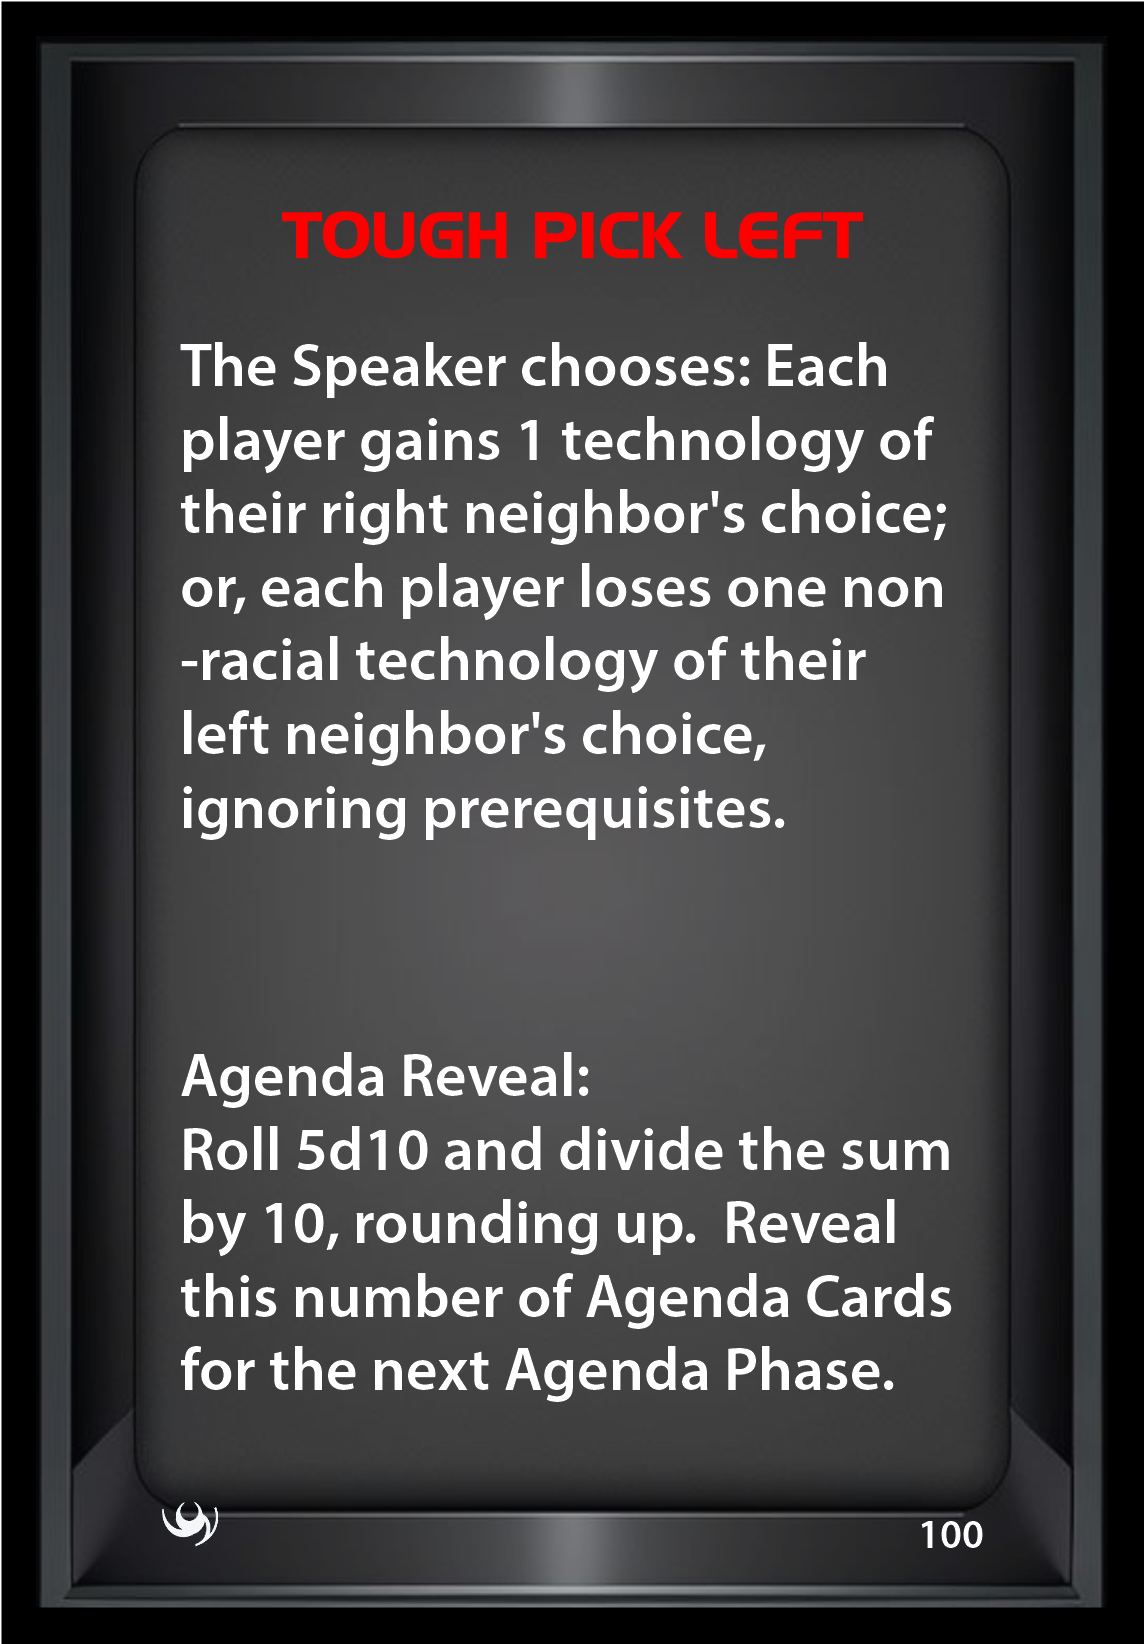 TOUGH PICK LEFT
The Speaker chooses: Each
player gains 1 technology of
their right neighbor's choice;
or, each player loses one non
-racial technology of their
left neighbor's choice,
ignoring prerequisites.
Agenda Reveal:
Roll 5d10 and divide the sum
by 10, rounding up.  Reveal
this number of Agenda Cards
for the next Agenda Phase.
100